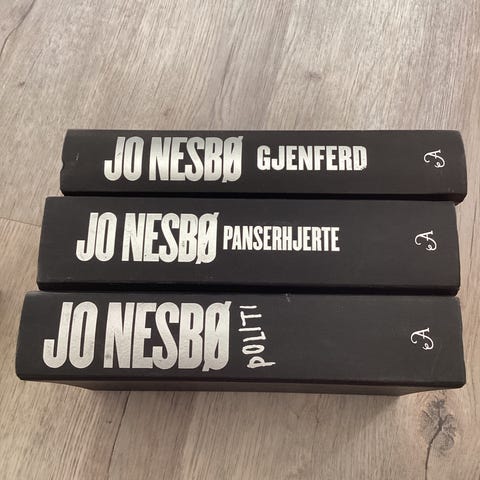 JO NESBØ GJENFERD A
JO NESBØ PANSERHJERTE A
JO NESBØ POLITI A